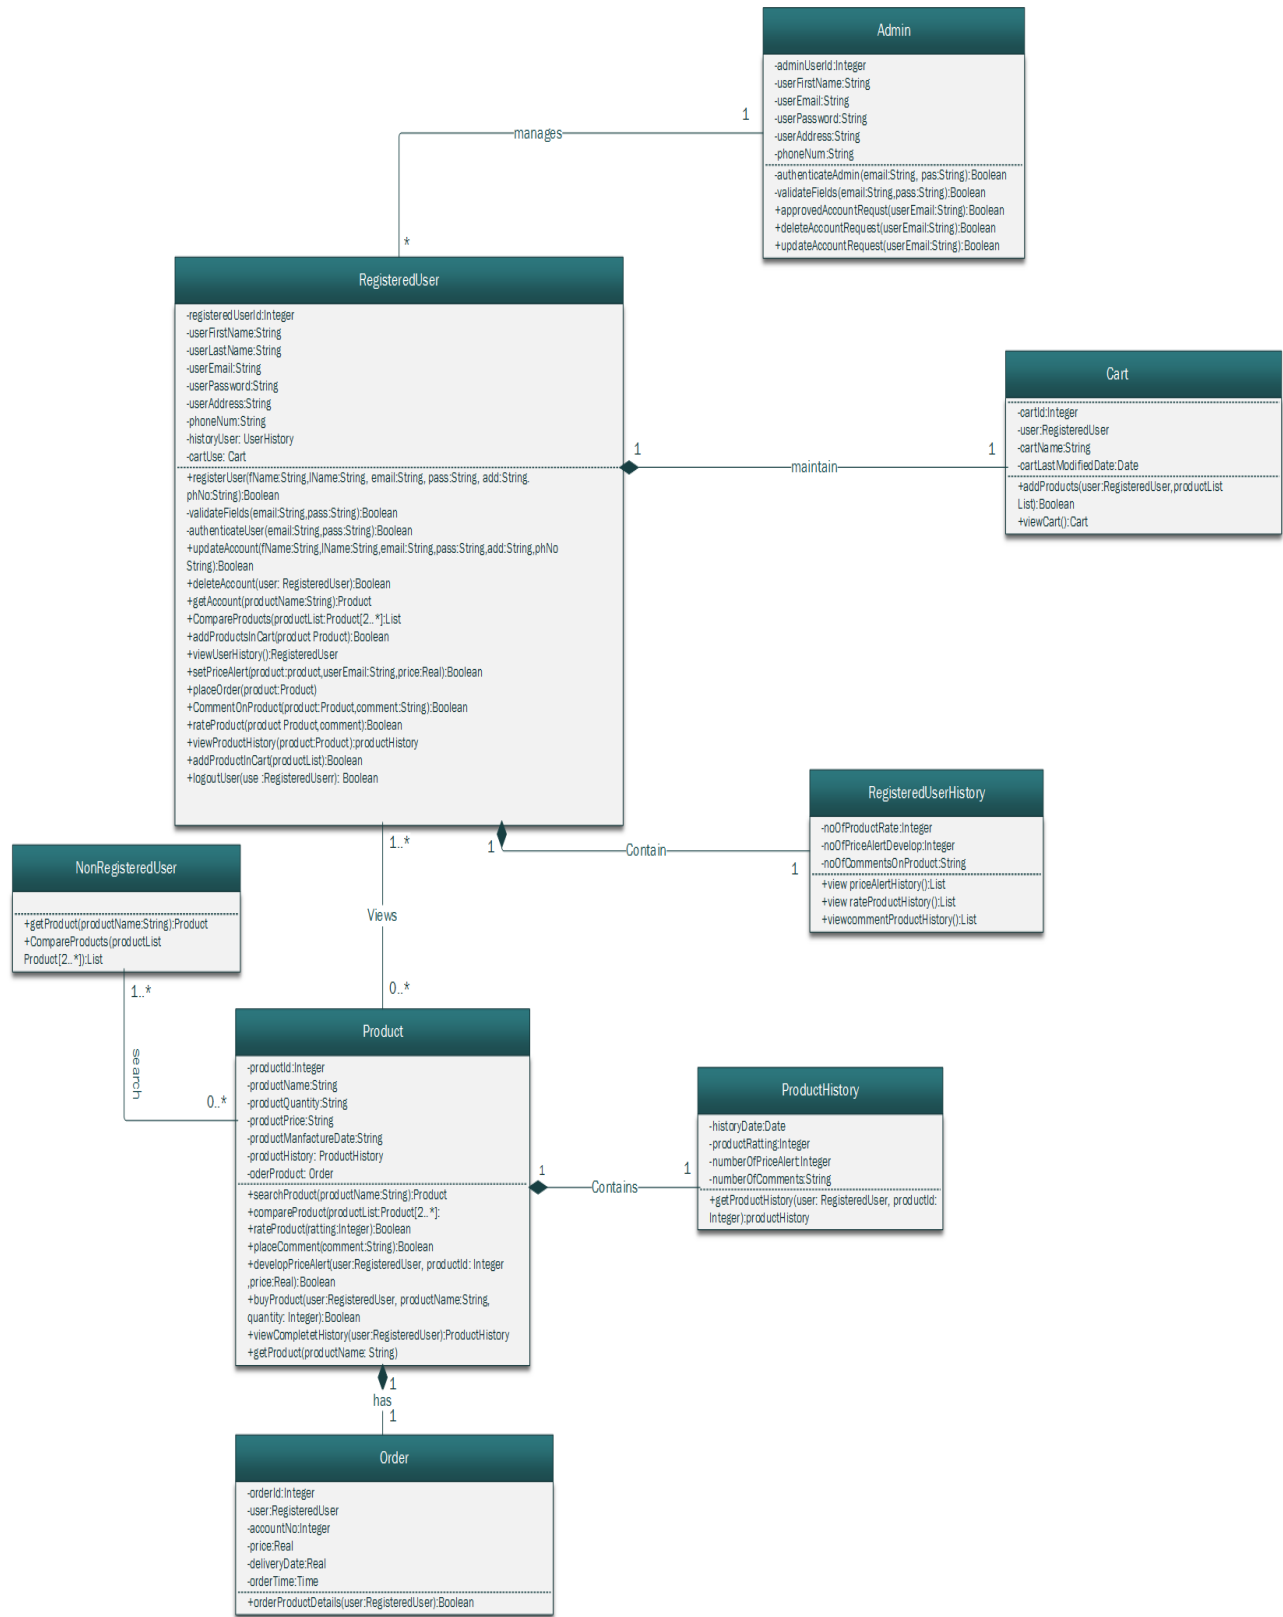 Admin
-adminUserId:Integer
-userFirstName:String
-userEmail:String
-userPassword:String
-userAddress:String
-phoneNum:String
-authenticateAdmin(email:String, pas:String):Boolean
-validateFields(email:String,pass:String):Boolean
+approvedAccountRequst(userEmail:String):Boolean
+deleteAccountRequest(userEmail:String):Boolean
+updateAccountRequest(userEmail:String):Boolean
1
manages
*
RegisteredUser
-registeredUserId:Integer
-userFirstName:String
-userLastName:String
-userEmail:String
-userPassword:String
-userAddress:String
-phoneNum:String
-historyUser: UserHistory
-cartUse: Cart
+registerUser(fName:String,lName:String, email:String, pass:String, add:String.
phNo:String):Boolean
-validateFields(email:String,pass:String):Boolean
-authenticateUser(email:String,pass:String):Boolean
+updateAccount(fName:String,lName:String,email:String,pass:String,add:String,phNo
String):Boolean
+deleteAccount(user: RegisteredUser):Boolean
+getAccount(productName:String):Product
+CompareProducts(productList:Product[2..*]:List
+addProductsInCart(product Product):Boolean
+viewUserHistory():RegisteredUser
+setPriceAlert(product:product,userEmail:String,price:Real):Boolean
+placeOrder(product:Product)
+CommentOnProduct(product:Product,comment:String):Boolean
+rateProduct(product Product,comment):Boolean
+viewProductHistory(product:Product):productHistory
+addProductInCart(productList):Boolean
+logoutUser(use :RegisteredUserr): Boolean
1
maintain
1
Cart
-cartId:Integer
-user:RegisteredUser
-cartName:String
-cartLastModifiedDate:Date
+addProducts(user:RegisteredUser,productList
List):Boolean
+viewCart():Cart
1
Contain
1
RegisteredUserHistory
-noOfProductRate:Integer
-noOfPriceAlertDevelop:Integer
-noOfCommentsOnProduct:String
+view priceAlertHistory():List
+view rateProductHistory():List
+viewcommentProductHistory():List
NonRegisteredUser
+getProduct(productName:String):Product
+CompareProducts(productList
Product[2..*]):List
1..*
search
0..*
1..*
Views
0..*
Product
-productId:Integer
-productName:String
-productQuantity:String
-productPrice:String
-productManfactureDate:String
-productHistory: ProductHistory
-oderProduct: Order
+searchProduct(productName:String):Product
+compareProduct(productList:Product[2..*]:
+rateProduct(ratting:Integer):Boolean
+placeComment(comment:String):Boolean
+developPriceAlert(user:RegisteredUser, productId: Integer
,price:Real):Boolean
+buyProduct(user:RegisteredUser, productName:String,
quantity: Integer):Boolean
+viewCompletetHistory(user:RegisteredUser):ProductHistory
+getProduct(productName: String)
1
Contains
1
ProductHistory
-historyDate:Date
-productRatting:Integer
-numberOfPriceAlert:Integer
-numberOfComments:String
+getProductHistory(user: RegisteredUser, productId:
Integer):productHistory
1
has
1
Order
-orderId:Integer
-user:RegisteredUser
-accountNo:Integer
-price:Real
-deliveryDate:Real
-orderTime:Time
+orderProductDetails(user:RegisteredUser):Boolean